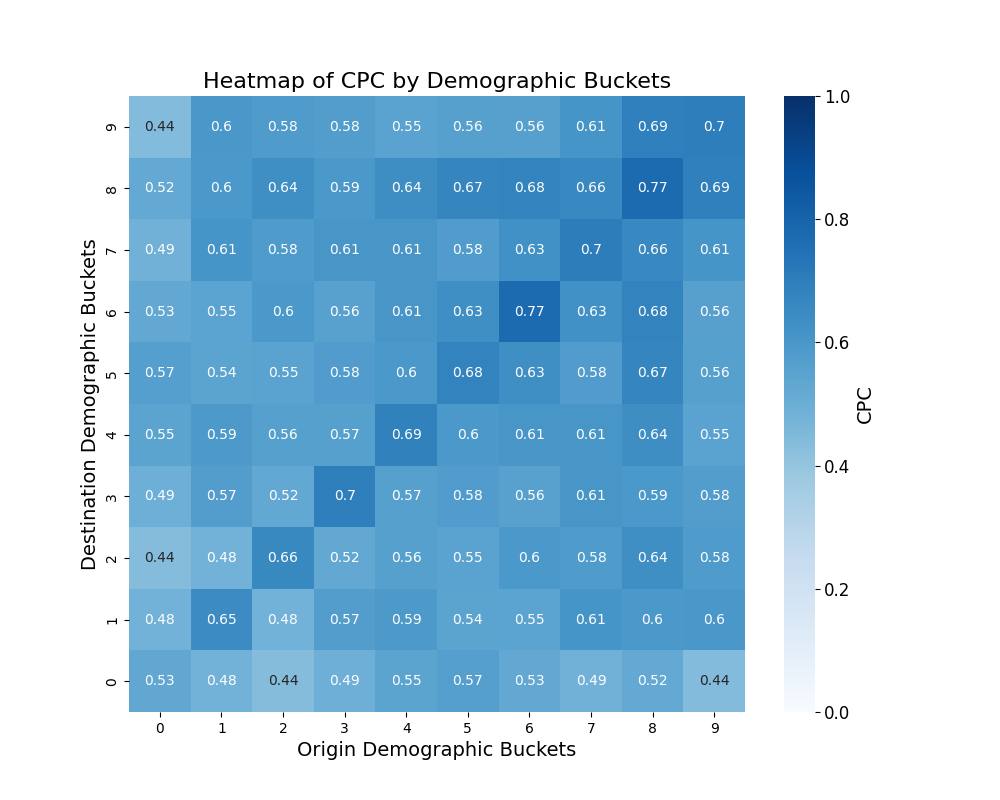 Heatmap of CPC by Demographic Buckets
9 0.44 0.6 0.58 0.58 0.55 0.56 0.56 0.61 0.69 0.7
8 0.52 0.6 0.64 0.59 0.64 0.67 0.68 0.66 0.77 0.69
7 0.49 0.61 0.58 0.61 0.61 0.58 0.63 0.7 0.66 0.61
6 0.53 0.55 0.6 0.56 0.61 0.63 0.77 0.63 0.68 0.56
5 0.57 0.54 0.55 0.58 0.6 0.68 0.63 0.58 0.67 0.56
4 0.55 0.59 0.56 0.57 0.69 0.6 0.61 0.61 0.64 0.55
3 0.49 0.57 0.52 0.7 0.57 0.58 0.56 0.61 0.59 0.58
2 0.44 0.48 0.66 0.52 0.56 0.55 0.6 0.58 0.64 0.58
1 0.48 0.65 0.48 0.57 0.59 0.54 0.55 0.61 0.6 0.6
0 0.53 0.48 0.44 0.49 0.55 0.57 0.53 0.49 0.52 0.44
0 1 2 3 4 5 6 7 8 9
Origin Demographic Buckets
Destination Demographic Buckets
1.0
0.8
0.6
0.4
0.2
0.0
CPC